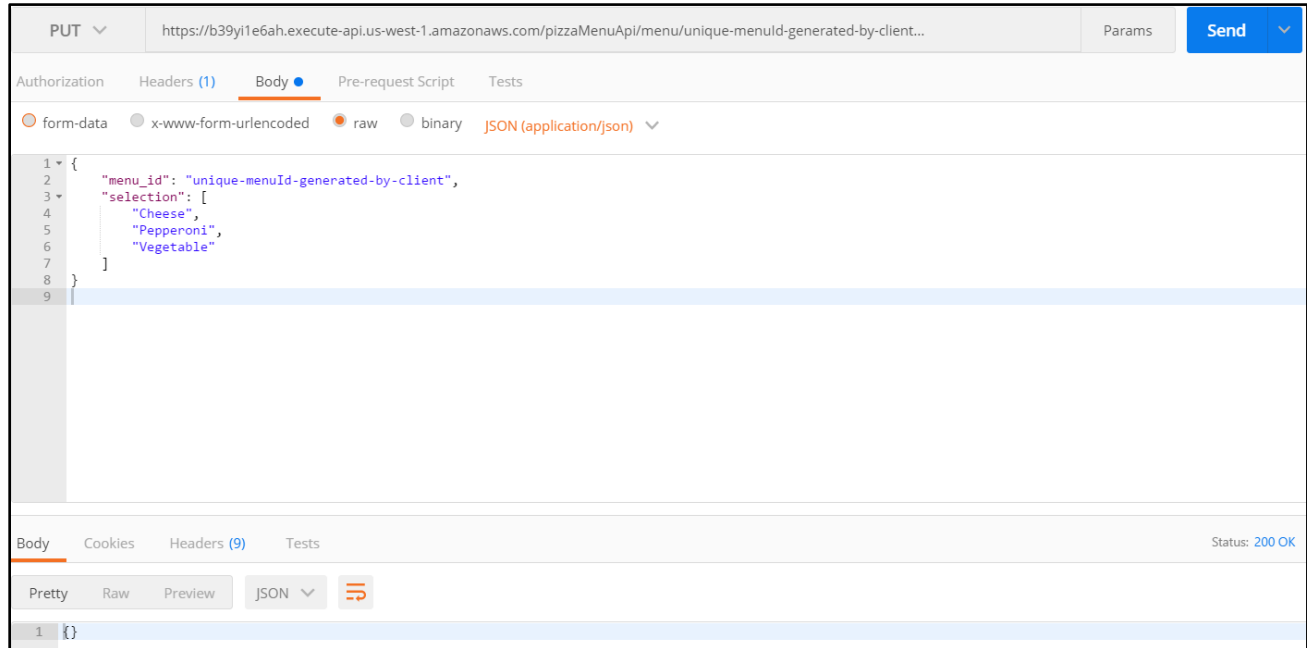 PUT https://b39yi1e6ah.execute-api.us-west-1.amazonaws.com/pizzaMenuApi/menu/unique-menuId-generated-by-client... Params Send
Authorization Headers (1) Body Pre-request Script Tests
form-data x-www-form-urlencoded raw binary JSON (application/json)
1 {
2 "menu_id": "unique-menuId-generated-by-client",
3 "selection": [
4 "Cheese",
5 "Pepperoni",
6 "Vegetable"
7 ]
8 }
9
Body Cookies Headers (9) Tests Status: 200 OK
Pretty Raw Preview JSON
1 {}